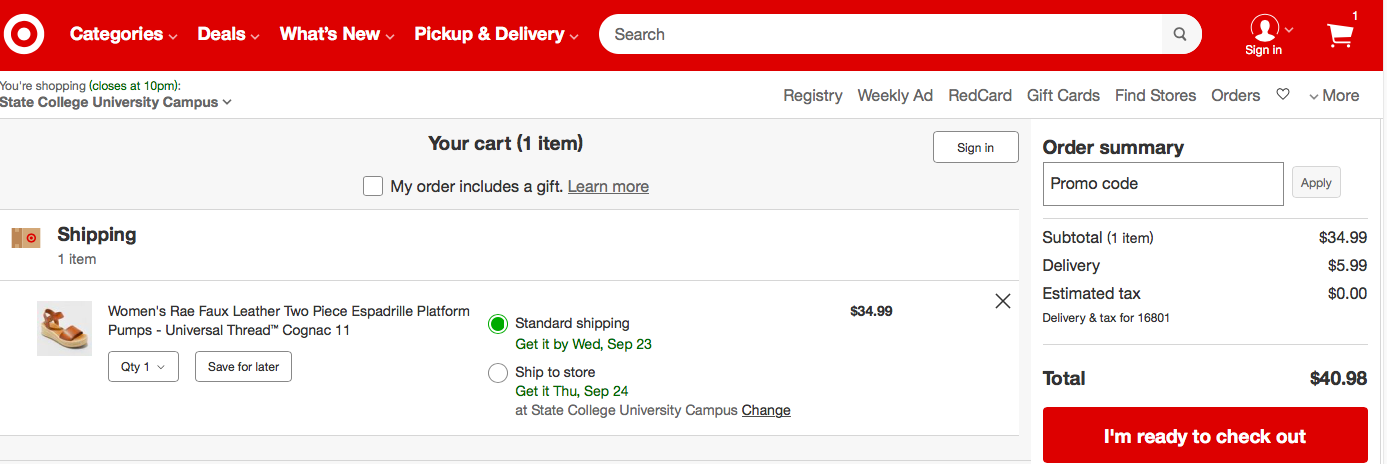 Categories Deals What's New Pickup & Delivery Search Sign in 1
You're shopping (closes at 10pm):
State College University Campus
Registry Weekly Ad RedCard Gift Cards Find Stores Orders More
Your cart (1 item) Sign in
My order includes a gift. Learn more
Shipping
1 item
Women's Rae Faux Leather Two Piece Espadrille Platform
Pumps - Universal Thread™ Cognac 11
Qty 1 Save for later
Standard shipping
Get it by Wed, Sep 23
Ship to store
Get it Thu, Sep 24
at State College University Campus Change
$34.99
Order summary
Promo code Apply
Subtotal (1 item) $34.99
Delivery $5.99
Estimated tax $0.00
Delivery & tax for 16801
Total $40.98
I'm ready to check out